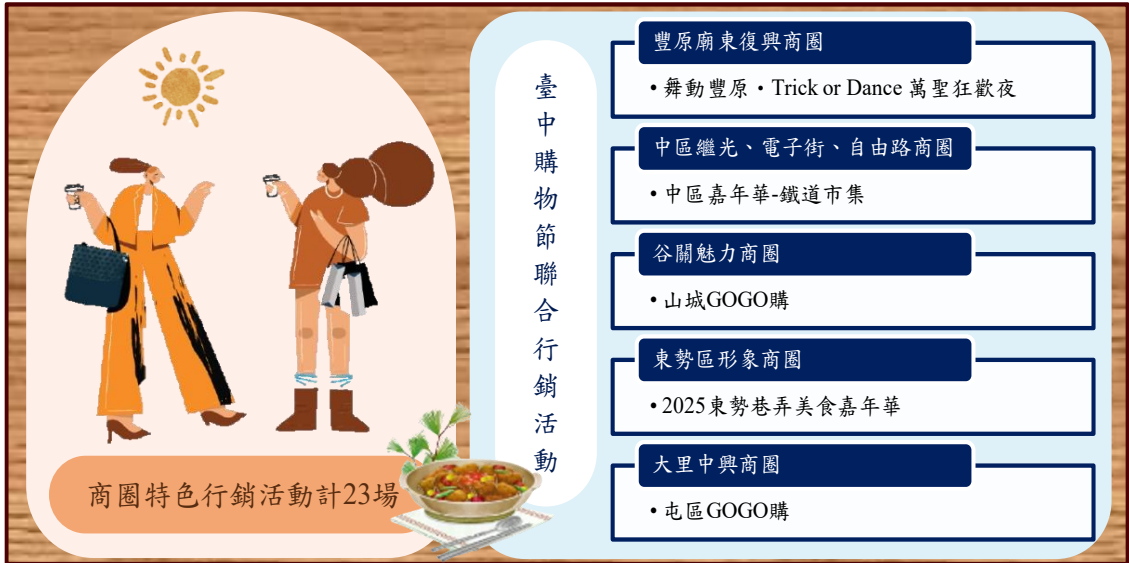 商圈特色行銷活動計23場
臺中購物節聯合行銷活動
豐原廟東復興商圈
•舞動豐原・Trick or Dance 萬聖狂歡夜
中區繼光、電子街、自由路商圈
•中區嘉年華-鐵道市集
谷關魅力商圈
•山城GOGO購
東勢區形象商圈
•2025東勢巷弄美食嘉年華
大里中興商圈
•屯區GOGO購